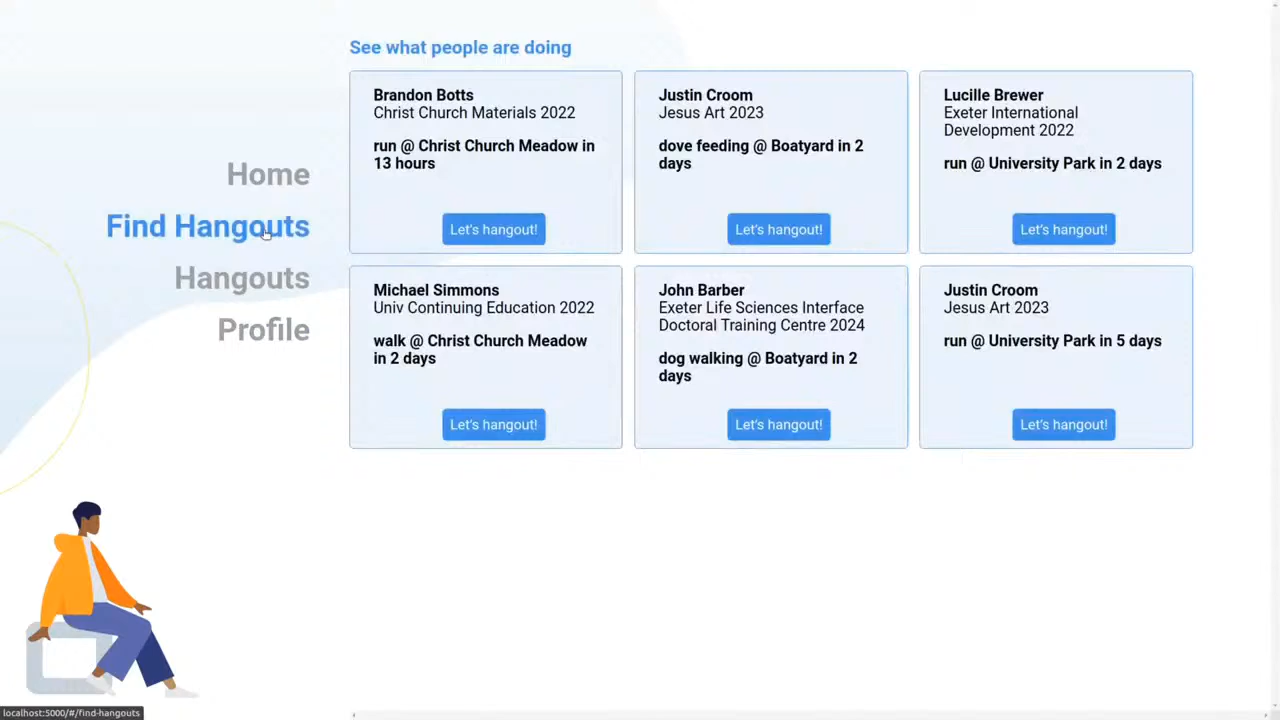 See what people are doing
Home
Find Hangouts
Hangouts
Profile
Brandon Botts
Christ Church Materials 2022
run @ Christ Church Meadow in
13 hours
Let's hangout!
Justin Croom
Jesus Art 2023
dove feeding @ Boatyard in 2
days
Let's hangout!
Lucille Brewer
Exeter International
Development 2022
run @ University Park in 2 days
Let's hangout!
Michael Simmons
Univ Continuing Education 2022
walk @ Christ Church Meadow
in 2 days
Let's hangout!
John Barber
Exeter Life Sciences Interface
Doctoral Training Centre 2024
dog walking @ Boatyard in 2
days
Let's hangout!
Justin Croom
Jesus Art 2023
run @ University Park in 5 days
Let's hangout!
localhost:5000/#/find-hangouts